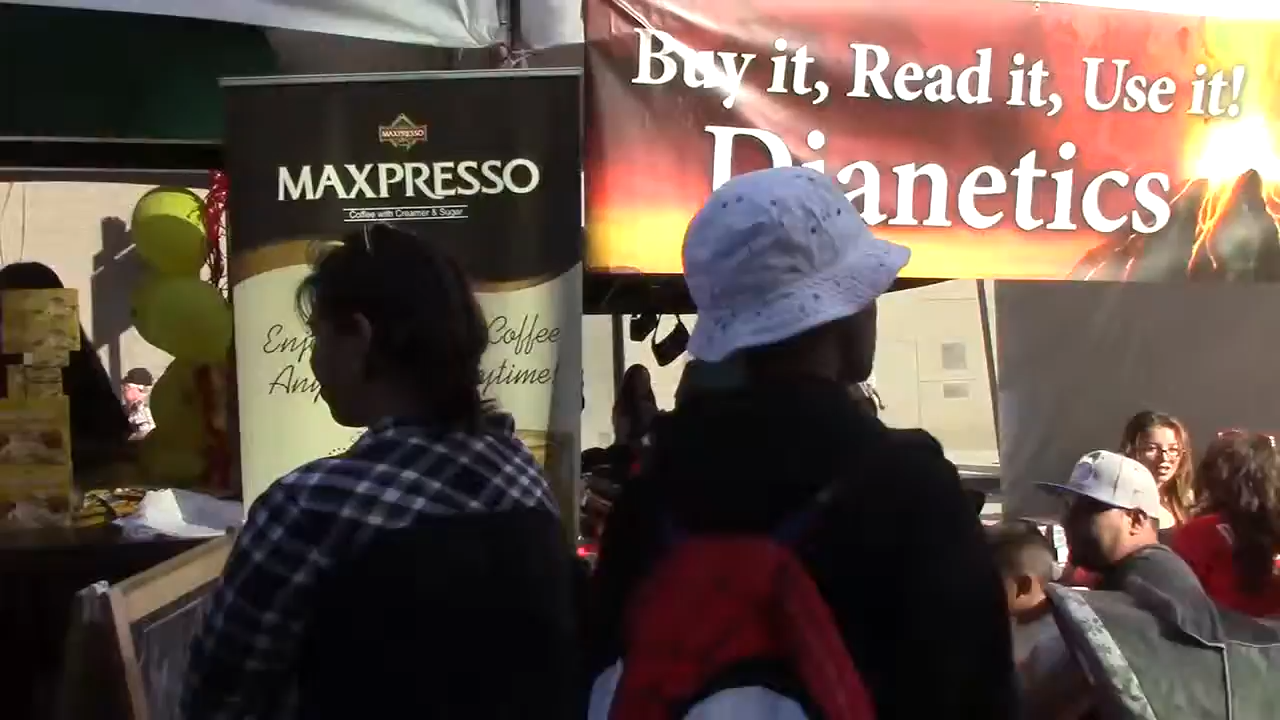 MAXPRESSO
MAXPRESSO
Coffee with Creamer & Sugar
Coffee
Buy it, Read it, Use it!
Dianetics